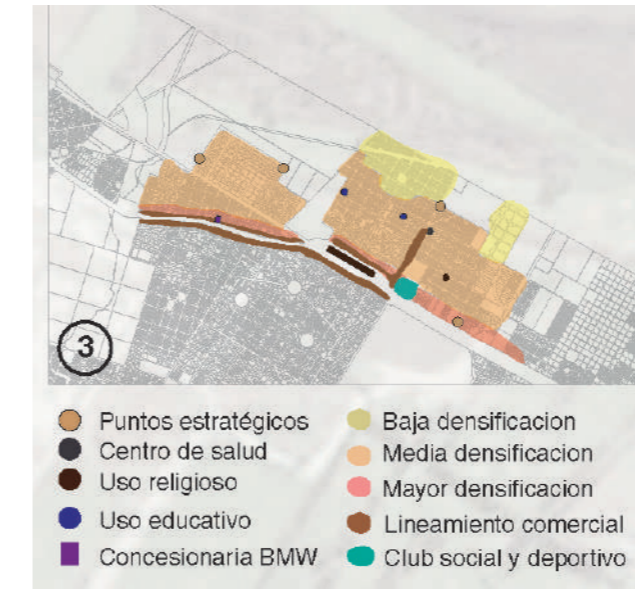 3
Puntos estratégicos
Centro de salud
Uso religioso
Uso educativo
Concesionaria BMW
Baja densificacion
Media densificacion
Mayor densificacion
Lineamiento comercial
Club social y deportivo